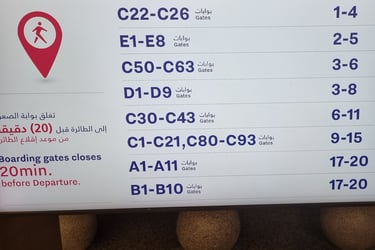 C22-C26 بوابات Gates 1-4
E1-E8 بوابات Gates 2-5
C50-C63 بوابات Gates 3-6
D1-D9 بوابات Gates 3-8
C30-C43 بوابات Gates 6-11
C1-C21,C80-C93 بوابات Gates 9-15
A1-A11 بوابات Gates 17-20
B1-B10 بوابات Gates 17-20
تغلق بوابة
إلى الطائرة قبل (20)
من موعد إقلاع
Boarding gates closes
20min.
before Departure.